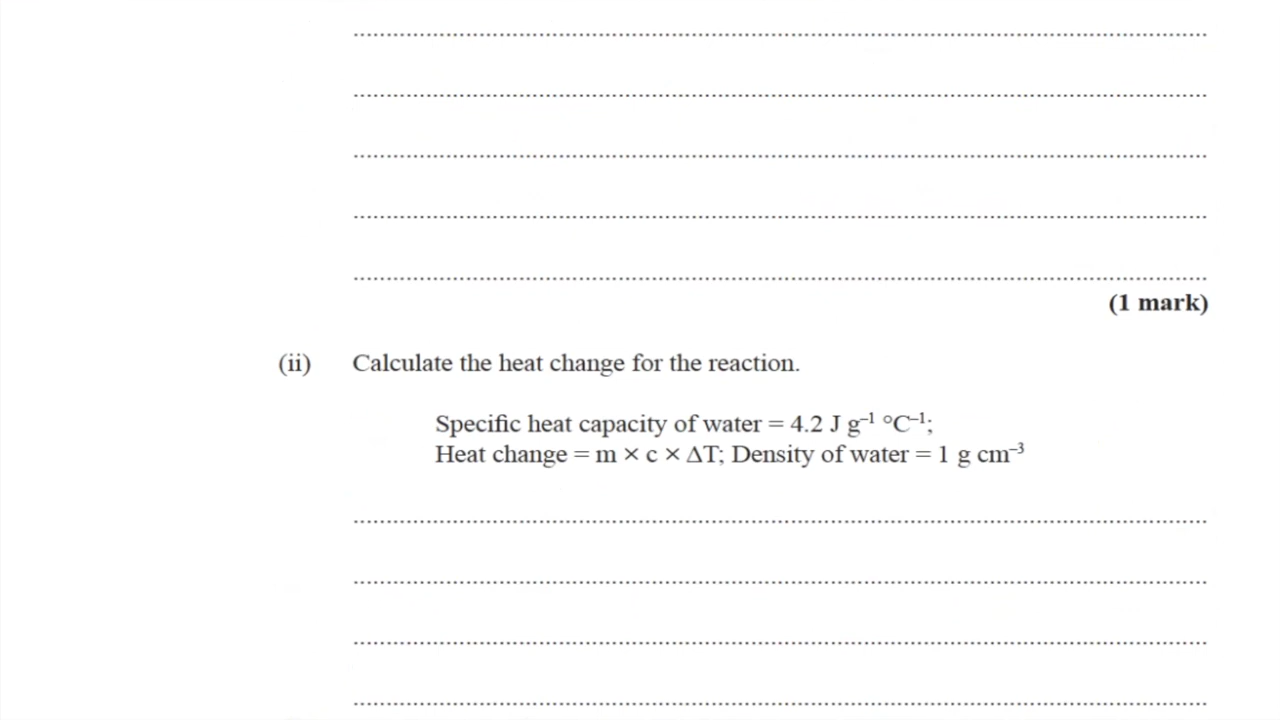 (1 mark)
(ii) Calculate the heat change for the reaction.
Specific heat capacity of water = 4.2 J g⁻¹ °C⁻¹;
Heat change = m × c × ΔT; Density of water = 1 g cm⁻³